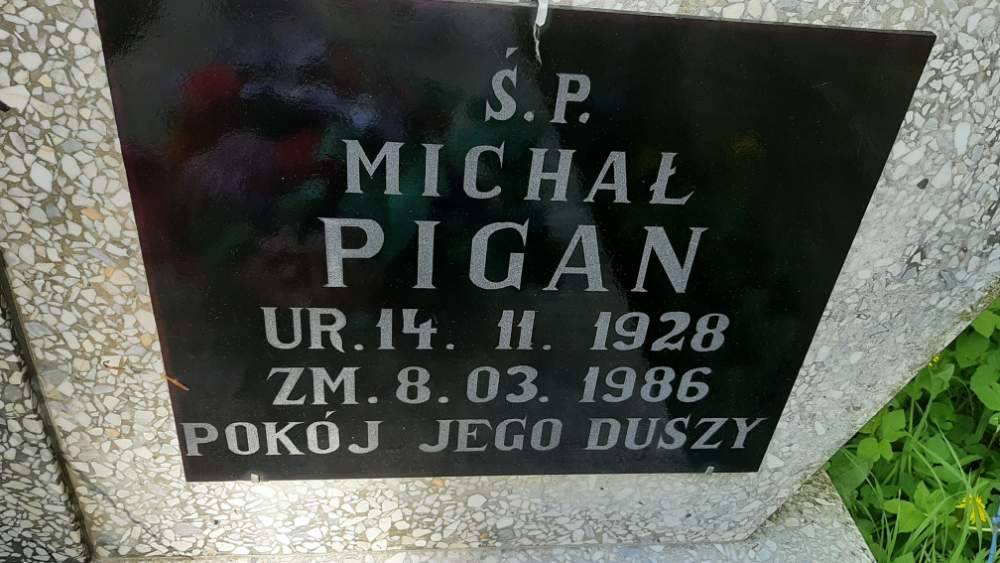 Ś.P.
MICHAŁ
PIGAN
UR. 14. 11. 1928
ZM. 8. 03. 1986
POKÓJ JEGO DUSZY